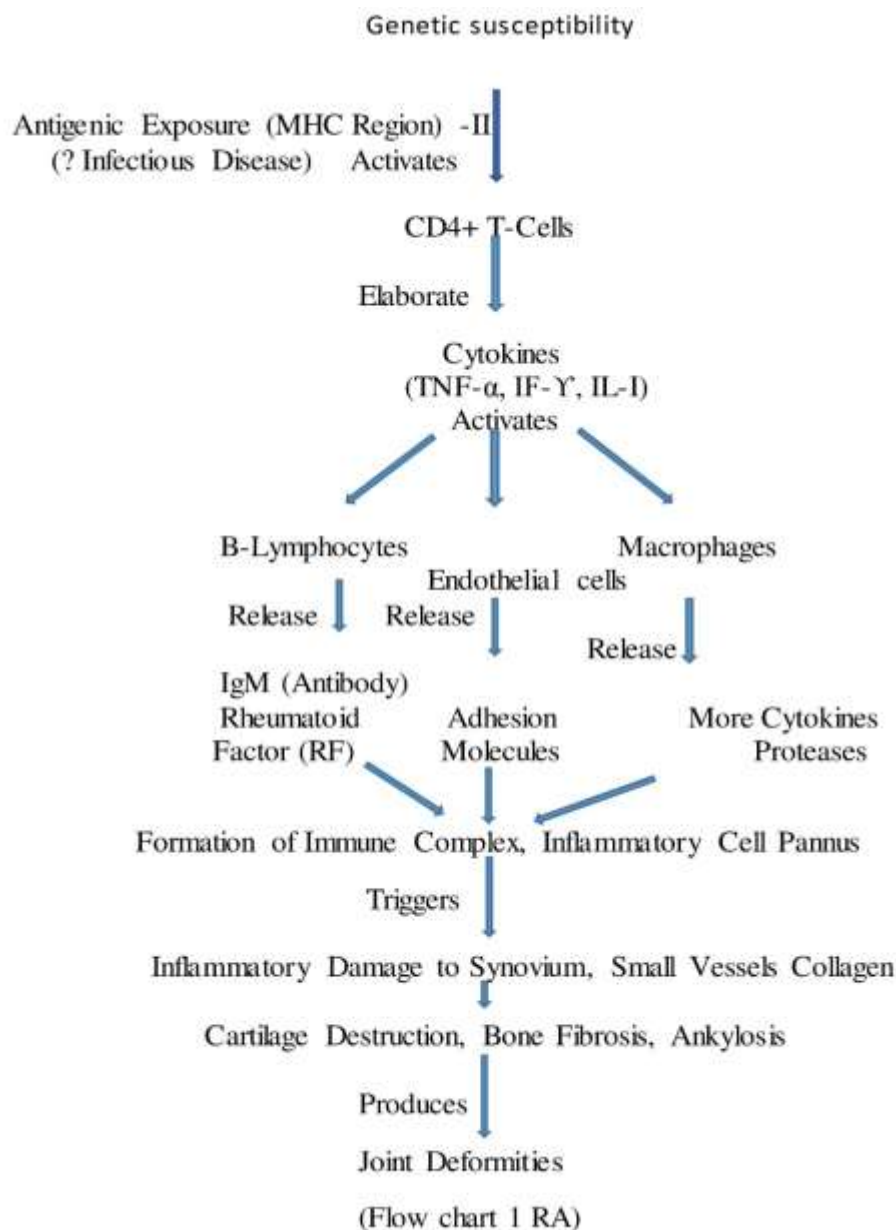 Genetic susceptibility
Antigenic Exposure (MHC Region) -II
(? Infectious Disease) Activates
CD4+ T-Cells
Elaborate
Cytokines
(TNF-α, IF-ϒ, IL-I)
Activates
B-Lymphocytes
Macrophages
Endothelial cells
Release
Release
Release
IgM (Antibody)
Rheumatoid
Factor (RF)
Adhesion
Molecules
More Cytokines
Proteases
Formation of Immune Complex, Inflammatory Cell Pannus
Triggers
Inflammatory Damage to Synovium, Small Vessels Collagen
Cartilage Destruction, Bone Fibrosis, Ankylosis
Produces
Joint Deformities
(Flow chart 1 RA)